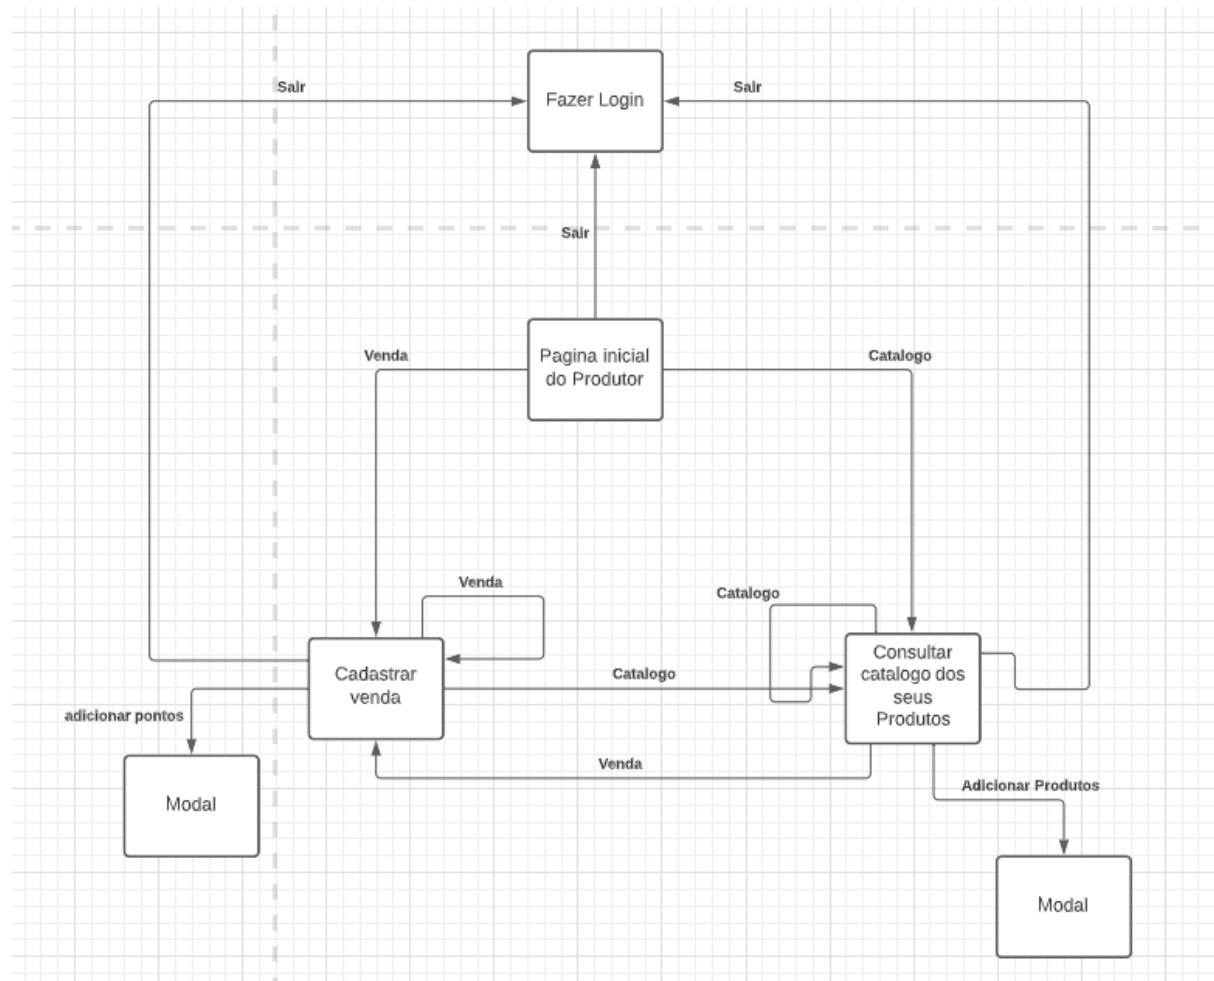 Sair
Sair
Fazer Login
Sair
Pagina inicial
do Produtor
Venda
Catalogo
Venda
Catalogo
Cadastrar
venda
Catalogo
Consultar
catalogo dos
seus
Produtos
adicionar pontos
Venda
Adicionar Produtos
Modal
Modal